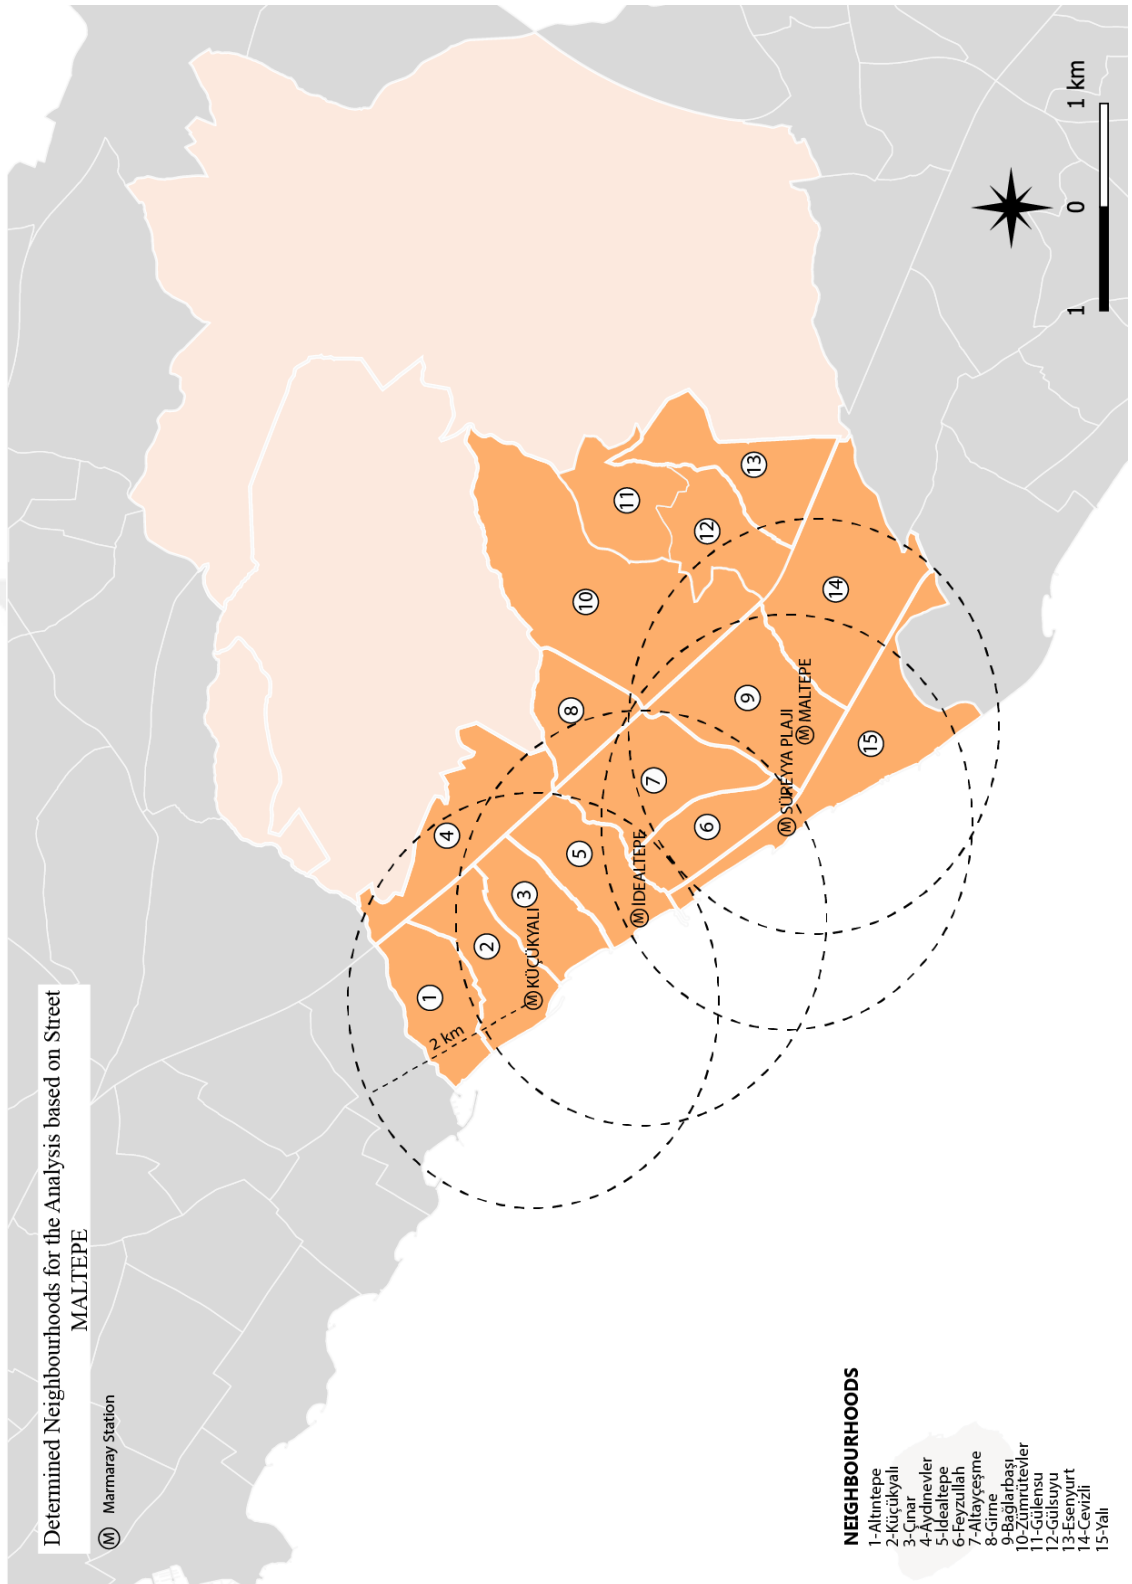 Determined Neighbourhoods for the Analysis based on Street
MALTEPE
M Marmaray Station
1
2
3
4
5
6
7
8
9
10
11
12
13
14
15
2 km
M KÜÇÜKYALI
M İDEALTEPE
M SÜREYYA PLAJI
M MALTEPE
NEIGHBOURHOODS
1-Altıntepe
2-Küçükyalı
3-Çınar
4-Aydınevler
5-İdealtepe
6-Feyzullah
7-Altayçeşme
8-Girne
9-Bağlarbaşı
10-Zümrütevler
11-Gülensu
12-Gülsuyu
13-Esenyurt
14-Cevizli
15-Yalı
1 0 1 km